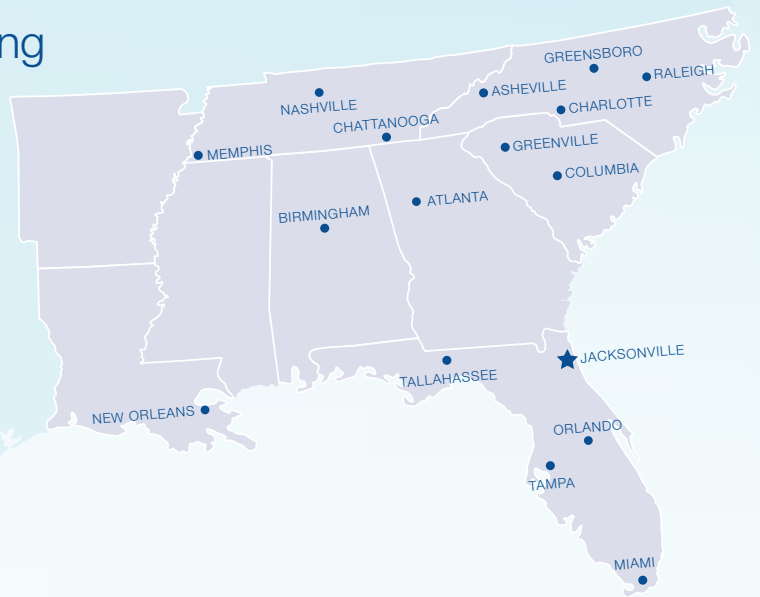 ng
GREENSBORO
RALEIGH
ASHEVILLE
NASHVILLE
CHARLOTTE
CHATTANOOGA
GREENVILLE
MEMPHIS
COLUMBIA
ATLANTA
BIRMINGHAM
JACKSONVILLE
TALLAHASSEE
NEW ORLEANS
ORLANDO
TAMPA
MIAMI